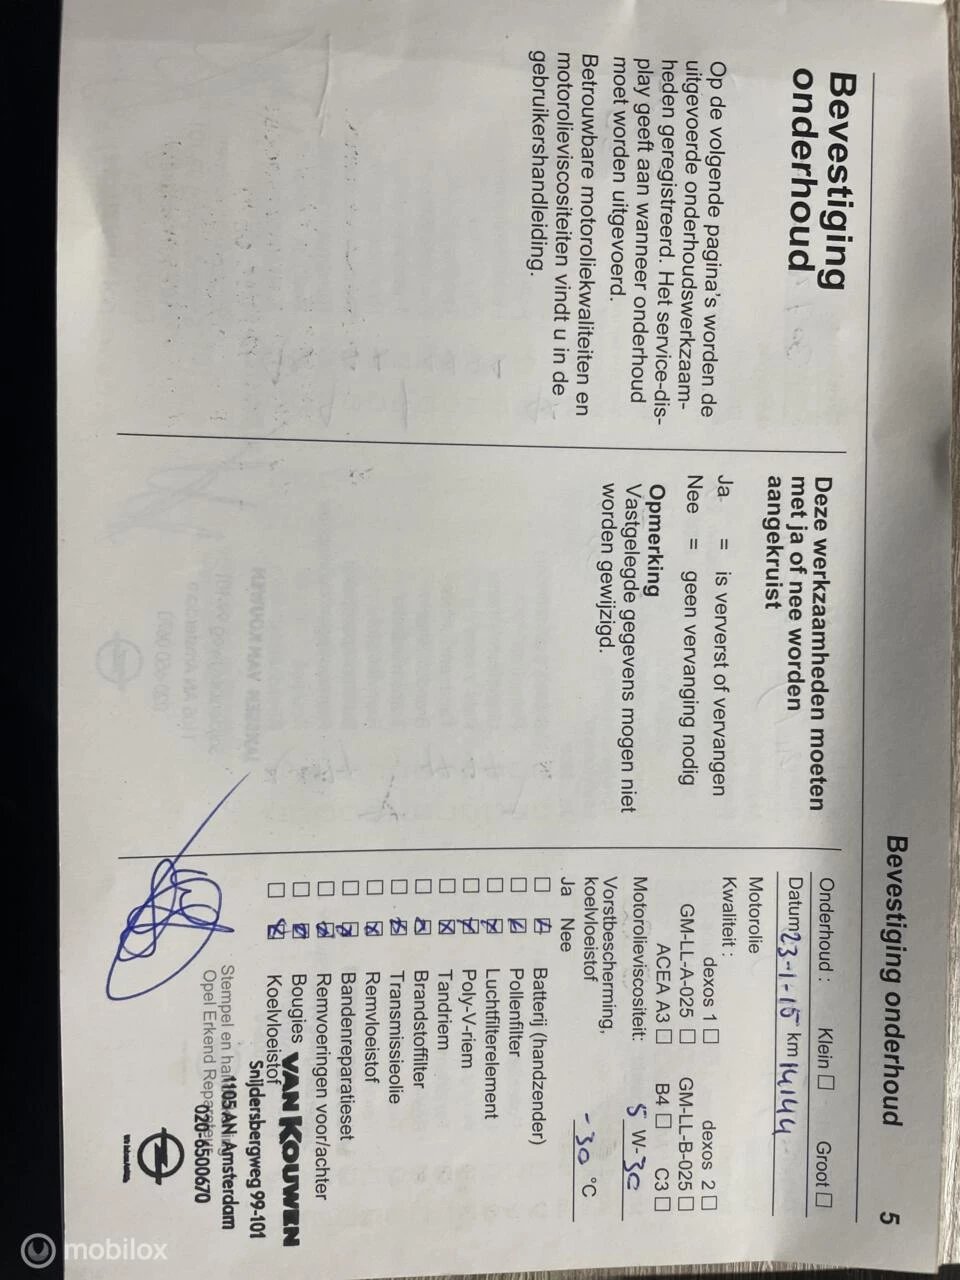 Bevestiging onderhoud 5
Bevestiging
onderhoud
Op de volgende pagina's worden de
uitgevoerde onderhoudswerkzaam-
heden geregistreerd. Het service-dis-
play geeft aan wanneer onderhoud
moet worden uitgevoerd.
Betrouwbare motoroliekwaliteiten en
motorolieviscositeiten vindt u in de
gebruikershandleiding.
Deze werkzaamheden moeten
met ja of nee worden
aangekruist
Ja = is ververst of vervangen
Nee = geen vervanging nodig
Opmerking
Vastgelegde gegevens mogen niet
worden gewijzigd.
Onderhoud : Klein Groot
Datum 23-1-15 km 14144
Motorolie
Kwaliteit :
dexos 1 dexos 2
GM-LL-A-025 GM-LL-B-025
ACEA A3 B4 C3
Motorolieviscositeit: 5 W-30
Vorstbescherming,
koelvloeistof -30 °C
Ja Nee
Batterij (handzender)
Pollenfilter
Luchtfilterelement
Poly-V-riem
Tandriem
Brandstoffilter
Transmissieolie
Remvloeistof
Bandenreparatieset
Remvoeringen voor/achter
Bougies
Koelvloeistof
VAN KOUWEN
Snijdersbergweg 99-101
Stempel en
1105 AN Amsterdam
Opel Erkend
020-6500670
mobilox